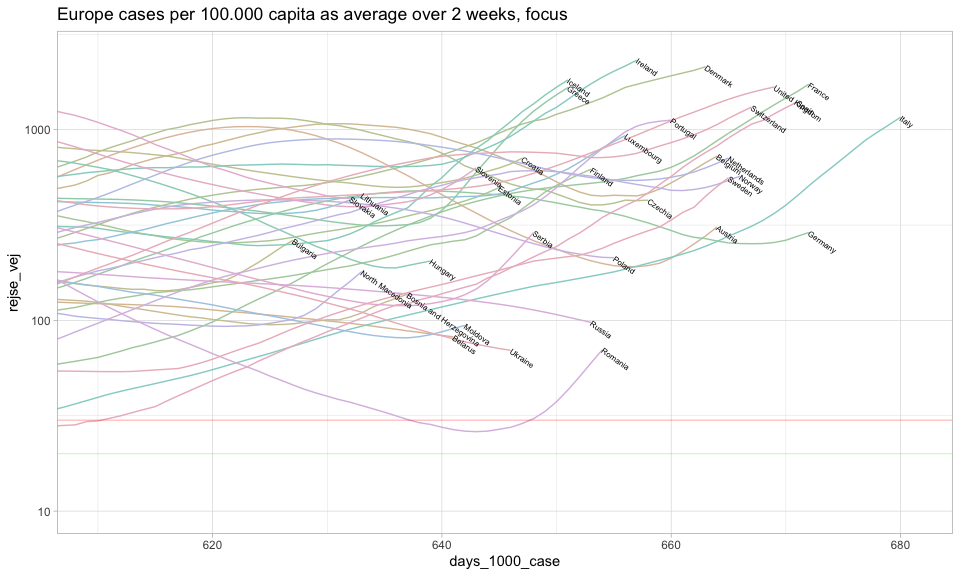 Europe cases per 100.000 capita as average over 2 weeks, focus
Ireland
Denmark
Iceland
Greece
France
United Kingdom
Spain
Switzerland
Italy
1000
Portugal
Luxembourg
Croatia
Netherlands
Belgium
Norway
Sweden
Finland
Slovenia
Estonia
Lithuania
Slovakia
Czechia
Austria
Germany
Serbia
Bulgaria
Hungary
Poland
North Macedonia
Bosnia and Herzegovina
Moldova
Belarus
Ukraine
Russia
Romania
100
10
rejse_vej
620
640
660
680
days_1000_case